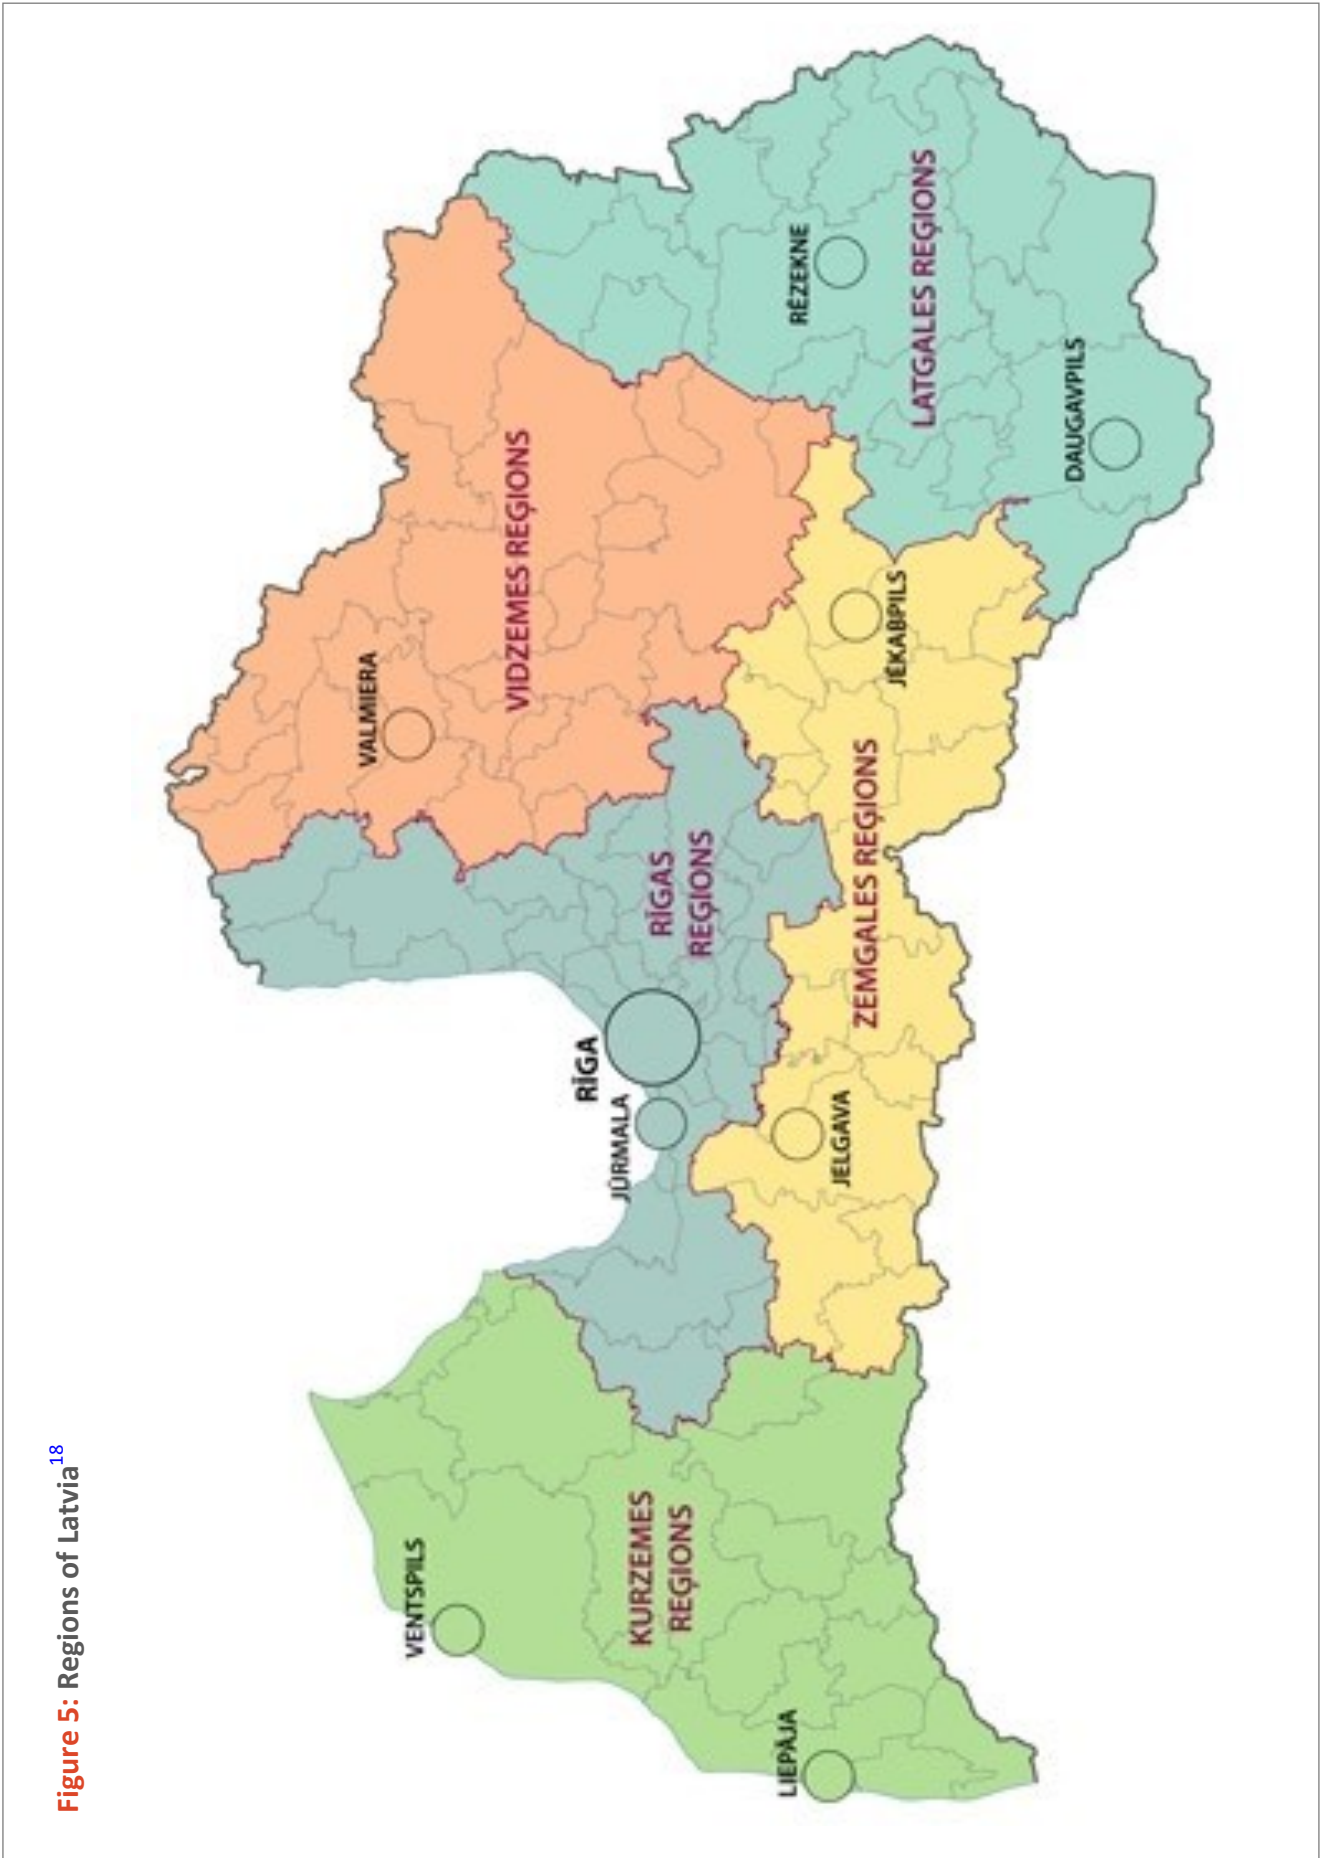 Figure 5: Regions of Latvia18
VALMIERA
VIDZEMES REĢIONS
VENTSPILS
RĪGA
JŪRMALA
RĪGAS
REĢIONS
KURZEMES
REĢIONS
RĒZEKNE
LIEPĀJA
JELGAVA
ZEMGALES REĢIONS
JĒKABPILS
LATGALES REĢIONS
DAUGAVPILS